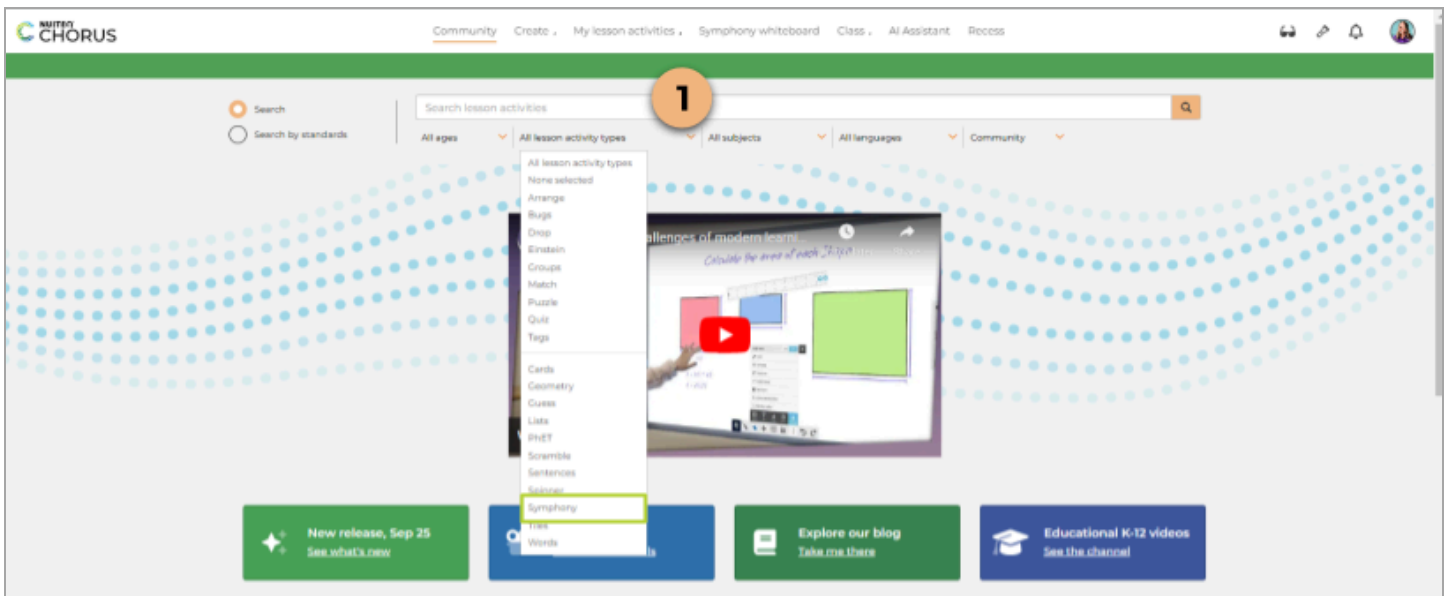 NUITEQ
CHORUS
Community Create My lesson activities Symphony whiteboard Class AI Assistant Recess
1
Search
Search by standards
Search lesson activities
All ages All lesson activity types All subjects All languages Community
All lesson activity types
None selected
Arrange
Bugs
Drop
Einstein
Groups
Match
Puzzle
Quiz
Tags
Cards
Geometry
Guess
Lists
PhET
Scramble
Sentences
Spinner
Symphony
Tiles
Words
allenges of modern learni...
Calculate the area of each
New release, Sep 25
See what's new
Explore our blog
Take me there
Educational K-12 videos
See the channel